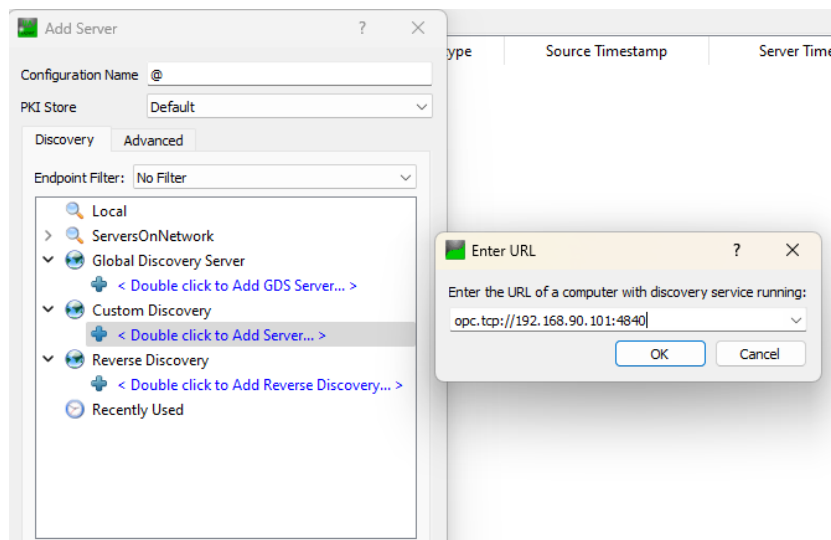 Add Server
?
Configuration Name @
PKI Store Default
Discovery Advanced
Endpoint Filter: No Filter
Local
ServersOnNetwork
Global Discovery Server
< Double click to Add GDS Server... >
Custom Discovery
< Double click to Add Server... >
Reverse Discovery
< Double click to Add Reverse Discovery... >
Recently Used
ype Source Timestamp Server Time
Enter URL
?
Enter the URL of a computer with discovery service running:
opc.tcp://192.168.90.101:4840
OK Cancel